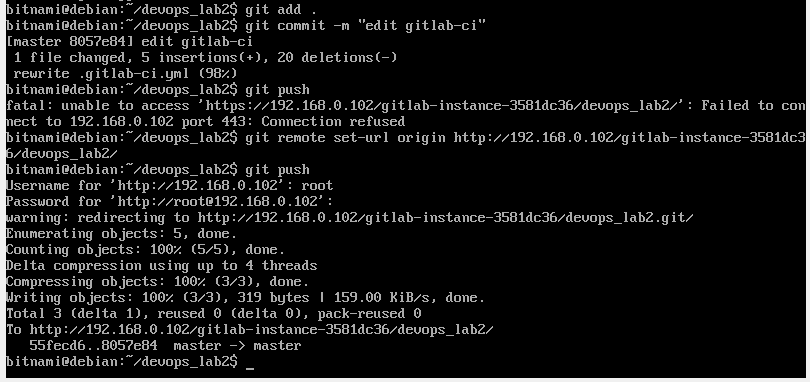 bitnami@debian:~/devops_lab2$ git add .
bitnami@debian:~/devops_lab2$ git commit -m "edit gitlab-ci"
[master 8057e84] edit gitlab-ci
 1 file changed, 5 insertions(+), 20 deletions(-)
 rewrite .gitlab-ci.yml (98%)
bitnami@debian:~/devops_lab2$ git push
fatal: unable to access 'https://192.168.0.102/gitlab-instance-3581dc36/devops_lab2/': Failed to con
nect to 192.168.0.102 port 443: Connection refused
bitnami@debian:~/devops_lab2$ git remote set-url origin http://192.168.0.102/gitlab-instance-3581dc3
6/devops_lab2/
bitnami@debian:~/devops_lab2$ git push
Username for 'http://192.168.0.102': root
Password for 'http://root@192.168.0.102':
warning: redirecting to http://192.168.0.102/gitlab-instance-3581dc36/devops_lab2.git/
Enumerating objects: 5, done.
Counting objects: 100% (5/5), done.
Delta compression using up to 4 threads
Compressing objects: 100% (3/3), done.
Writing objects: 100% (3/3), 319 bytes | 159.00 KiB/s, done.
Total 3 (delta 1), reused 0 (delta 0), pack-reused 0
To http://192.168.0.102/gitlab-instance-3581dc36/devops_lab2/
   55fecd6..8057e84  master -> master
bitnami@debian:~/devops_lab2$ _